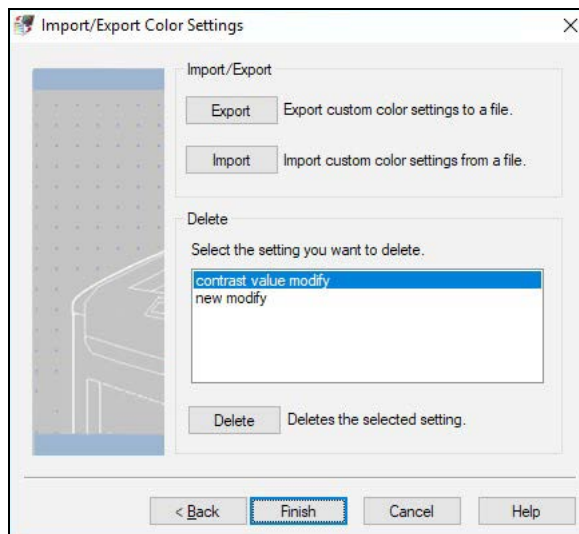 Import/Export Color Settings
Import/Export
Export
Export custom color settings to a file.
Import
Import custom color settings from a file.
Delete
Select the setting you want to delete.
contrast value modify
new modify
Delete
Deletes the selected setting.
< Back
Finish
Cancel
Help